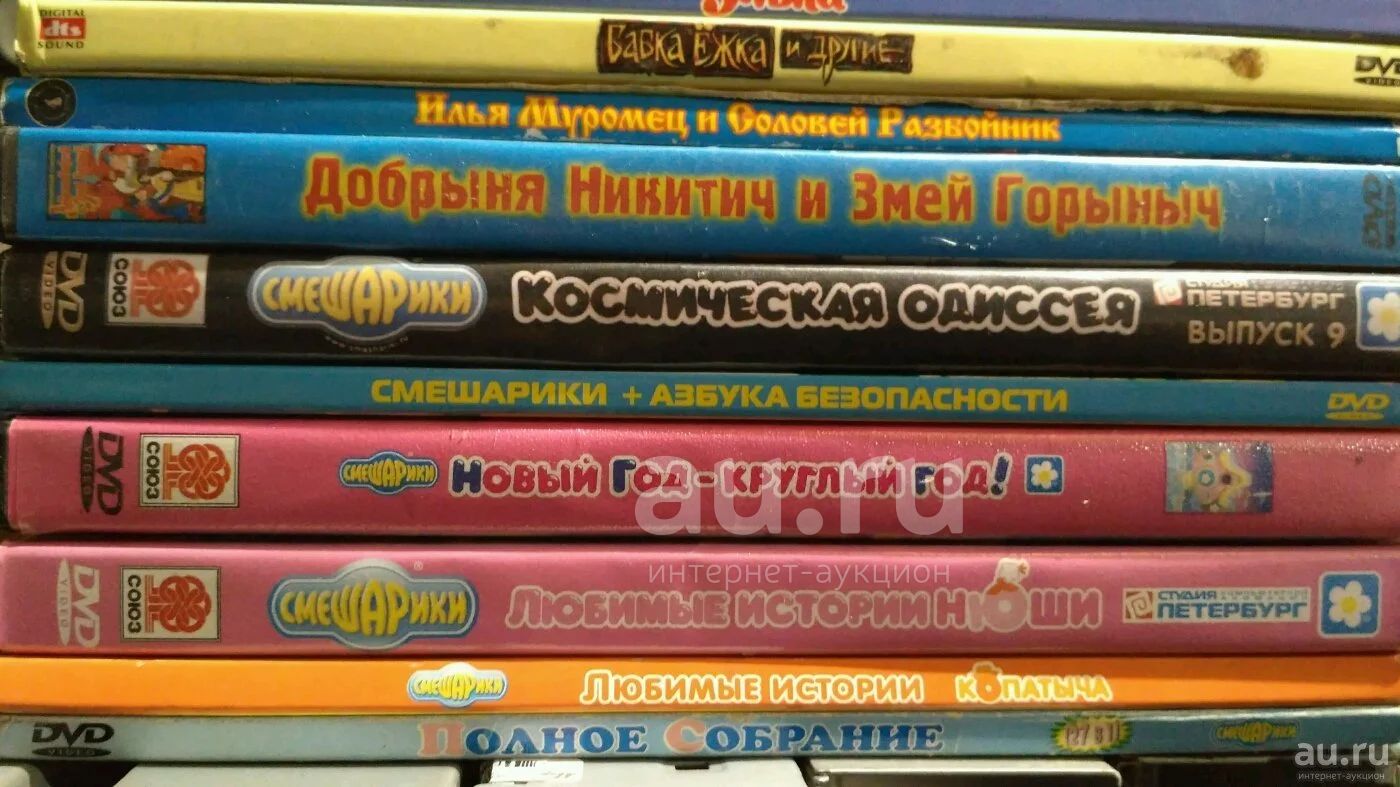 DIGITAL
dts
SOUND
БАБКА ЁЖКА И ДРУГИЕ
DVD
VIDEO
Илья Муромец и Соловей Разбойник
Добрыня Никитич и Змей Горыныч
DVD
DVD
VIDEO
СОЮЗ
СМЕШАРИКИ
КОСМИЧЕСКАЯ ОДИССЕЯ
СТУДИЯ
ПЕТЕРБУРГ
ВЫПУСК 9
СМЕШАРИКИ + АЗБУКА БЕЗОПАСНОСТИ
DVD
VIDEO
DVD
VIDEO
СОЮЗ
СМЕШАРИКИ
Новый Год - круглый год!
au.ru
интернет-аукцион
DVD
VIDEO
СОЮЗ
СМЕШАРИКИ
ЛЮБИМЫЕ ИСТОРИИ НЮШИ
СТУДИЯ
ПЕТЕРБУРГ
СМЕШАРИКИ
ЛЮБИМЫЕ ИСТОРИИ КОПАТЫЧА
DVD
VIDEO
ПОЛНОЕ СОБРАНИЕ
СМЕШАРИКИ
au.ru
интернет-аукцион